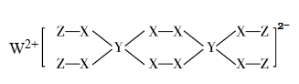 Z—X X—X X—Z ]2−
W2+ [ Y Y
Z—X X—X X—Z